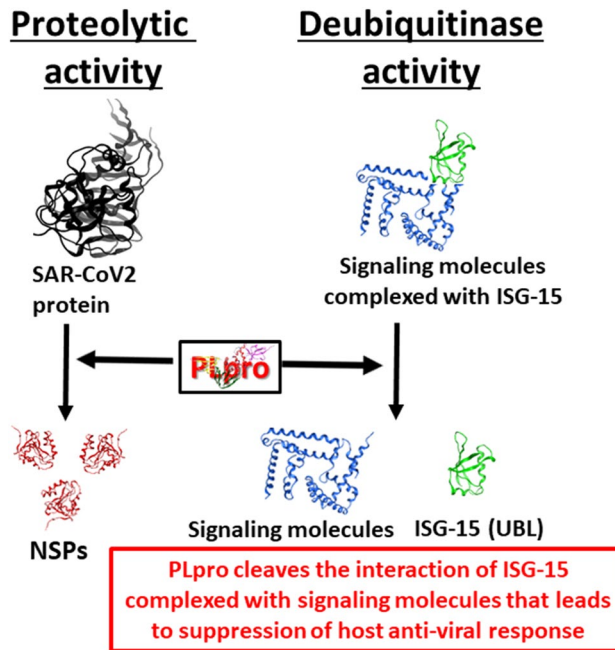 Proteolytic
activity
Deubiquitinase
activity
SAR-CoV2
protein
Signaling molecules
complexed with ISG-15
PLpro
NSPs
Signaling molecules
ISG-15 (UBL)
PLpro cleaves the interaction of ISG-15
complexed with signaling molecules that leads
to suppression of host anti-viral response